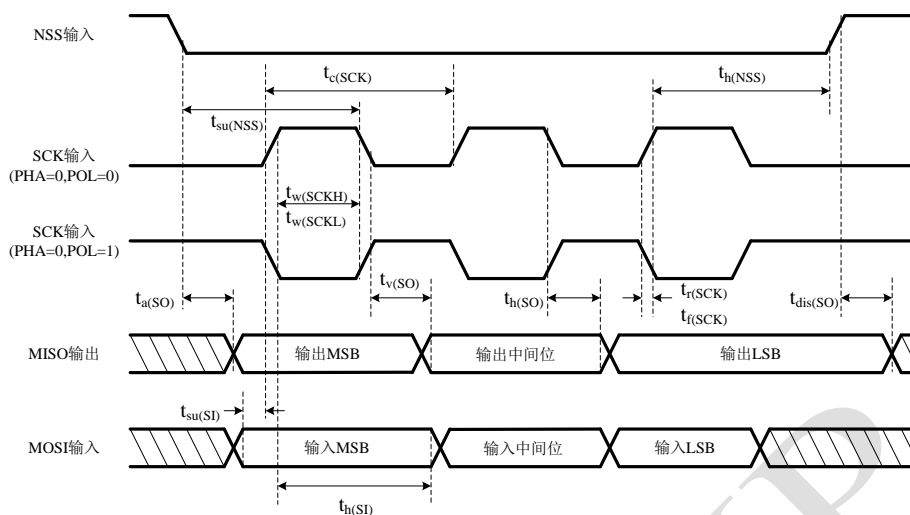 NSS输入
tc(SCK)
th(NSS)
tsu(NSS)
SCK输入
(PHA=0,POL=0)
tw(SCKH)
tw(SCKL)
SCK输入
(PHA=0,POL=1)
ta(SO)
tv(SO)
th(SO)
tr(SCK)
tf(SCK)
tdis(SO)
MISO输出
输出MSB
输出中间位
输出LSB
tsu(SI)
MOSI输入
输入MSB
输入中间位
输入LSB
th(SI)